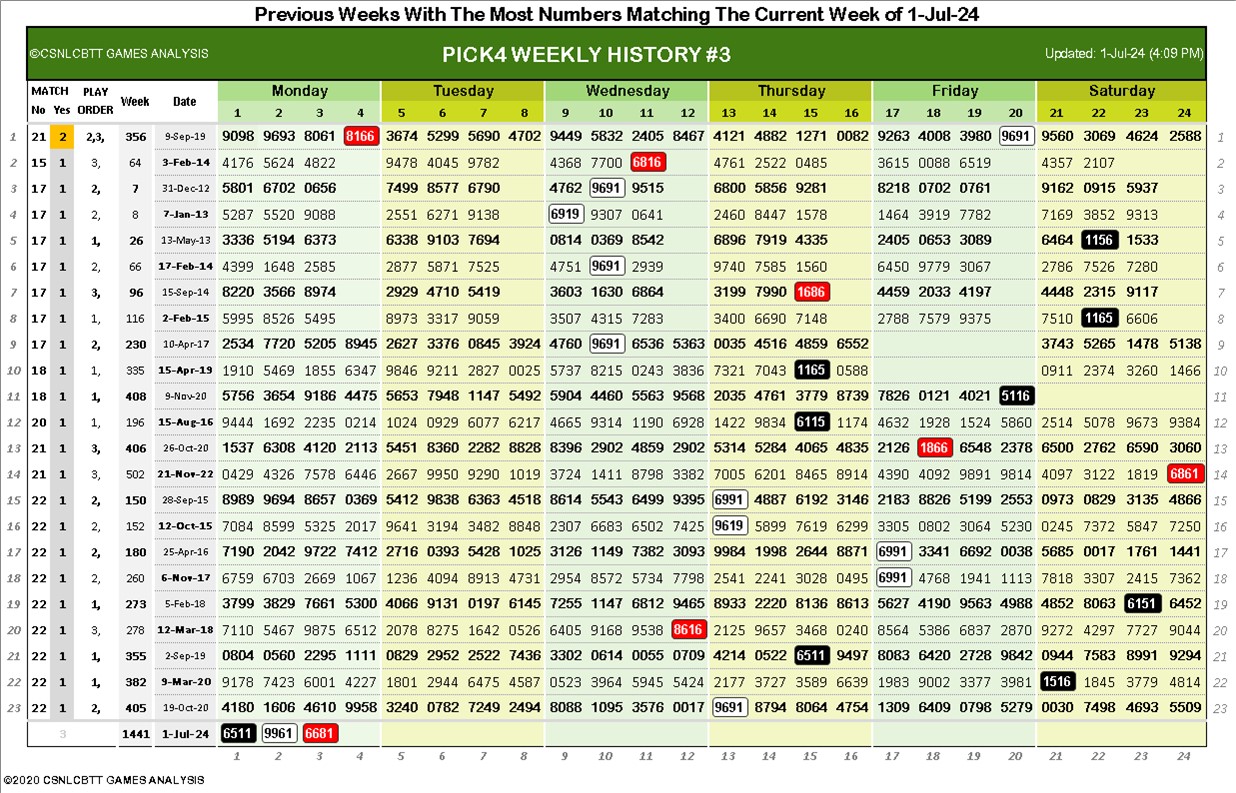 Previous Weeks With The Most Numbers Matching The Current Week of 1-Jul-24
©CSNLCBTT GAMES ANALYSIS PICK4 WEEKLY HISTORY #3 Updated: 1-Jul-24 (4:09 PM)
MATCH PLAY Week Date Monday Tuesday Wednesday Thursday Friday Saturday
No Yes ORDER 1 2 3 4 5 6 7 8 9 10 11 12 13 14 15 16 17 18 19 20 21 22 23 24
1 21 2 2,3, 356 9-Sep-19 9098 9693 8061 8166 3674 5299 5690 4702 9449 5832 2405 8467 4121 4882 1271 0082 9263 4008 3980 9691 9560 3069 4624 2588 1
2 15 1 3, 64 3-Feb-14 4176 5624 4822 9478 4045 9782 4368 7700 6816 4761 2522 0485 3615 0088 6519 4357 2107 2
3 17 1 2, 7 31-Dec-12 5801 6702 0656 7499 8577 6790 4762 9691 9515 6800 5856 9281 8218 0702 0761 9162 0915 5937 3
4 17 1 2, 8 7-Jan-13 5287 5520 9088 2551 6271 9138 6919 9307 0641 2460 8447 1578 1464 3919 7782 7169 3852 9313 4
5 17 1 1, 26 13-May-13 3336 5194 6373 6338 9103 7694 0814 0369 8542 6896 7919 4335 2405 0653 3089 6464 1156 1533 5
6 17 1 2, 66 17-Feb-14 4399 1648 2585 2877 5871 7525 4751 9691 2939 9740 7585 1560 6450 9779 3067 2786 7526 7280 6
7 17 1 3, 96 15-Sep-14 8220 3566 8974 2929 4710 5419 3603 1630 6864 3199 7990 1686 4459 2033 4197 4448 2315 9117 7
8 17 1 1, 116 2-Feb-15 5995 8526 5495 8973 3317 9059 3507 4315 7283 3400 6690 7148 2788 7579 9375 7510 1165 6606 8
9 17 1 2, 230 10-Apr-17 2534 7720 5205 8945 2627 3376 0845 3924 4760 9691 6536 5363 0035 4516 4859 6552 3743 5265 1478 5138 9
10 18 1 1, 335 15-Apr-19 1910 5469 1855 6347 9846 9211 2827 0025 5737 8215 0243 3836 7321 7043 1165 0588 0911 2374 3260 1466 10
11 18 1 1, 408 9-Nov-20 5756 3654 9186 4475 5653 7948 1147 5492 5904 4460 5563 9568 2035 4761 3779 8739 7826 0121 4021 5116 11
12 20 1 1, 196 15-Aug-16 9444 1692 2235 0214 1024 0929 6077 6217 4665 9314 1190 6928 1422 9834 6115 1174 4632 1928 1524 5860 2514 5078 9673 9384 12
13 21 1 3, 406 26-Oct-20 1537 6308 4120 2113 5451 8360 2282 8828 8396 2902 4859 2902 5314 5284 4065 4835 2126 1866 6548 2378 6500 2762 6590 3060 13
14 21 1 3, 502 21-Nov-22 0429 4326 7578 6446 2667 9950 9290 1019 3724 1411 8798 3382 7005 6201 8465 8914 4390 4092 9891 9814 4097 3122 1819 6861 14
15 22 1 2, 150 28-Sep-15 8989 9694 8657 0369 5412 9838 6363 4518 8614 5543 6499 9395 6991 4887 6192 3146 2183 8826 5199 2553 0973 0829 3135 4866 15
16 22 1 2, 152 12-Oct-15 7084 8599 5325 2017 9641 3194 3482 8848 2307 6683 6502 7425 9619 5899 7619 6299 3305 0802 3064 5230 0245 7372 5847 7250 16
17 22 1 2, 180 25-Apr-16 7190 2042 9722 7412 2716 0393 5428 1025 3126 1149 7382 3093 9984 1998 2644 8871 6991 3341 6692 0038 5685 0017 1761 1441 17
18 22 1 2, 260 6-Nov-17 6759 6703 2669 1067 1236 4094 8913 4731 2954 8572 5734 7798 2541 2241 3028 0495 6991 4768 1941 1113 7818 3307 2415 7362 18
19 22 1 1, 273 5-Feb-18 3799 3829 7661 5300 4066 9131 0197 6145 7255 1147 6812 9465 8933 2220 8136 8613 5627 4190 9563 4988 4852 8063 6151 6452 19
20 22 1 3, 278 12-Mar-18 7110 5467 9875 6512 2078 9275 1642 0526 6405 9168 9538 8616 2125 9657 3468 0240 8564 5386 6837 2870 9272 4297 7727 9044 20
21 22 1 1, 355 2-Sep-19 0804 0560 2295 1111 0829 2952 2522 7436 3302 0614 0055 0709 4214 0522 6511 9497 8083 6420 2728 9842 0944 7583 8991 9294 21
22 22 1 1, 382 9-Mar-20 9178 7423 6001 4227 1801 2944 6475 4587 0523 3964 5945 5424 2177 3727 3589 6639 1983 9002 3377 3981 1516 1845 3779 4814 22
23 22 1 2, 405 19-Oct-20 4180 1606 4610 9958 3240 0782 7249 2494 8088 1095 3576 0017 9691 8794 8064 4754 1309 6409 0798 5279 0030 7498 4693 5509 23
3 1441 1-Jul-24 6511 9961 6681
1 2 3 4 5 6 7 8 9 10 11 12 13 14 15 16 17 18 19 20 21 22 23 24
©2020 CSNLCBTT GAMES ANALYSIS